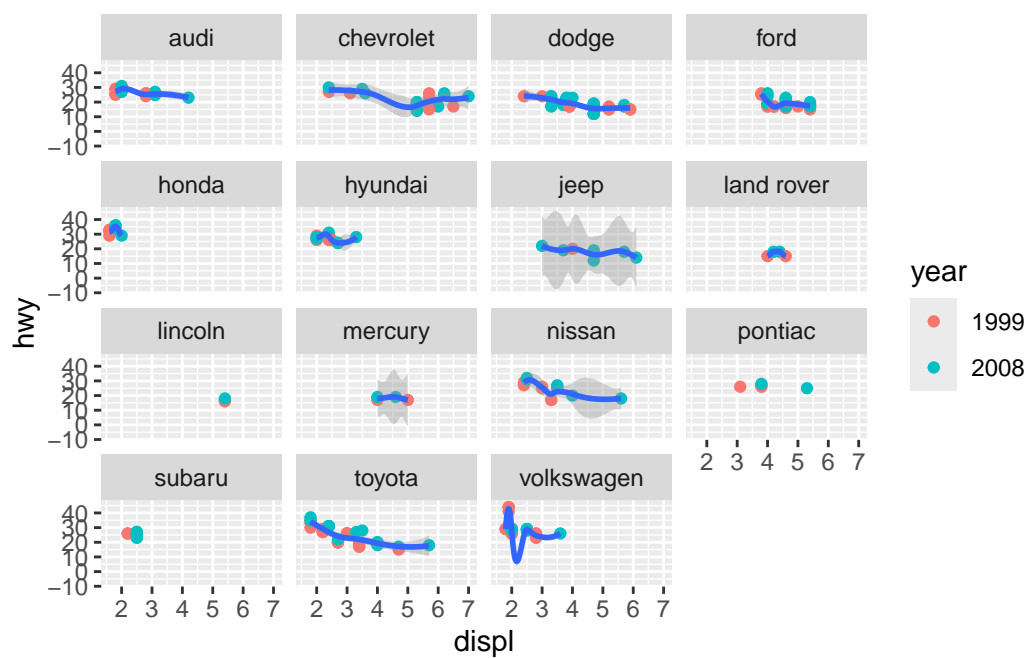 audi chevrolet dodge ford
40
30
20
10
0
−10
honda hyundai jeep land rover
40
30
20
10
0
−10
hwy
year
1999
2008
lincoln mercury nissan pontiac
40
30
20
10
0
−10
2 3 4 5 6 7
subaru toyota volkswagen
40
30
20
10
0
−10
2 3 4 5 6 7 2 3 4 5 6 7 2 3 4 5 6 7
displ